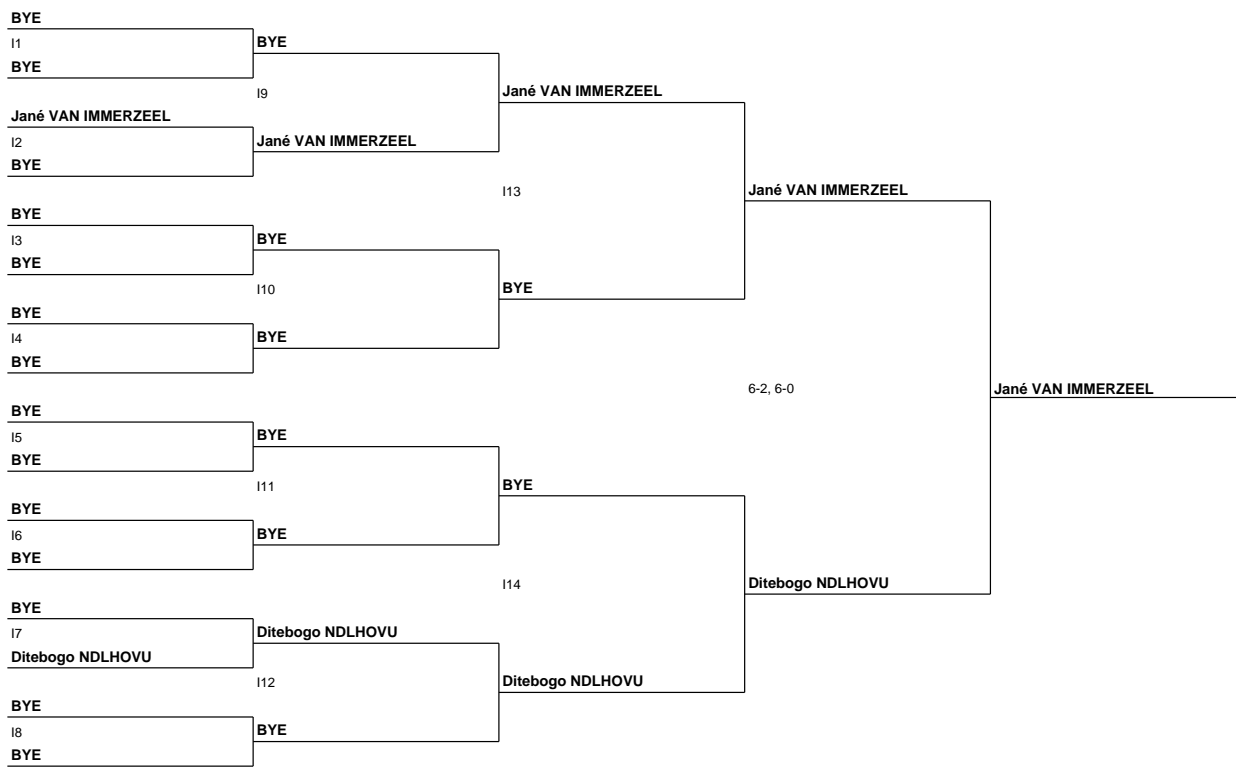 BYE
I1
BYE
BYE
I9
Jané VAN IMMERZEEL
Jané VAN IMMERZEEL
I2
Jané VAN IMMERZEEL
BYE
I13
Jané VAN IMMERZEEL
BYE
I3
BYE
BYE
I10
BYE
BYE
I4
BYE
BYE
6-2, 6-0
Jané VAN IMMERZEEL
BYE
I5
BYE
BYE
I11
BYE
BYE
I6
BYE
BYE
I14
Ditebogo NDLHOVU
BYE
I7
Ditebogo NDLHOVU
Ditebogo NDLHOVU
I12
Ditebogo NDLHOVU
BYE
I8
BYE
BYE